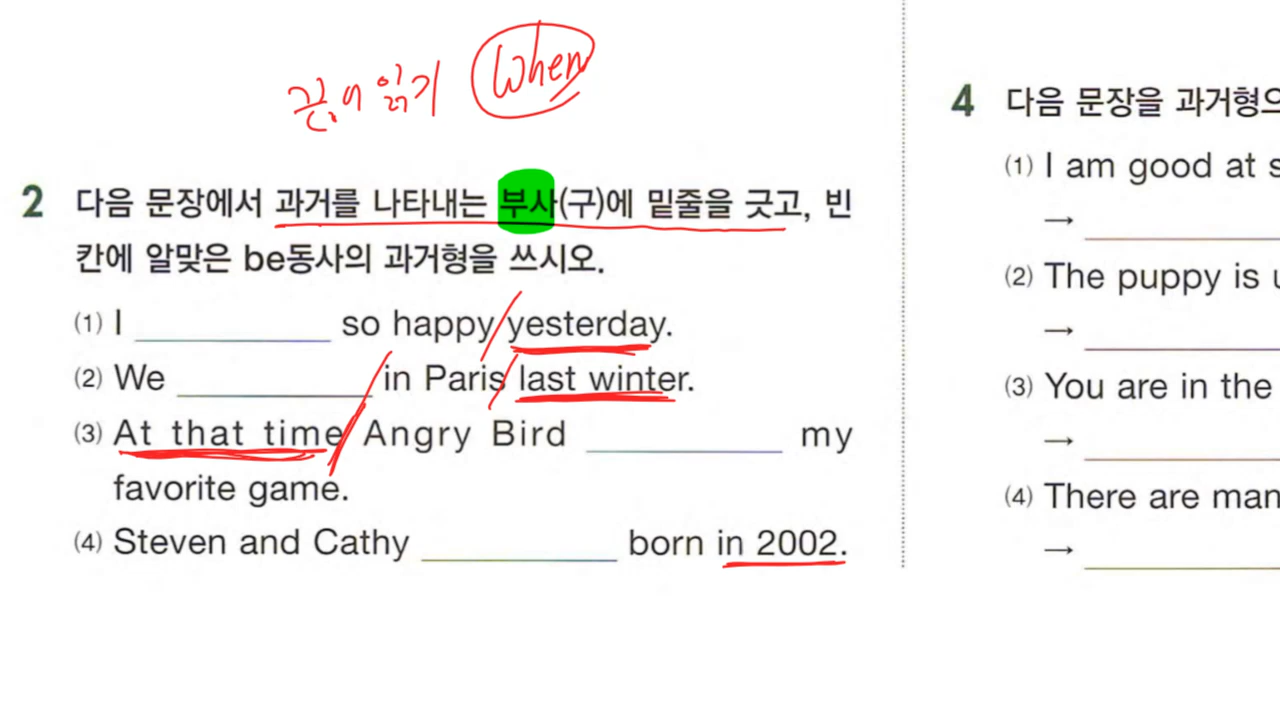 끊어 읽기 When
2 다음 문장에서 과거를 나타내는 부사(구)에 밑줄을 긋고, 빈
칸에 알맞은 be동사의 과거형을 쓰시오.
(1) I ____ so happy yesterday.
(2) We ____ in Paris last winter.
(3) At that time Angry Bird ____ my
favorite game.
(4) Steven and Cathy ____ born in 2002.
4 다음 문장을 과거형으
(1) I am good at s
→
(2) The puppy is u
→
(3) You are in the
→
(4) There are man
→